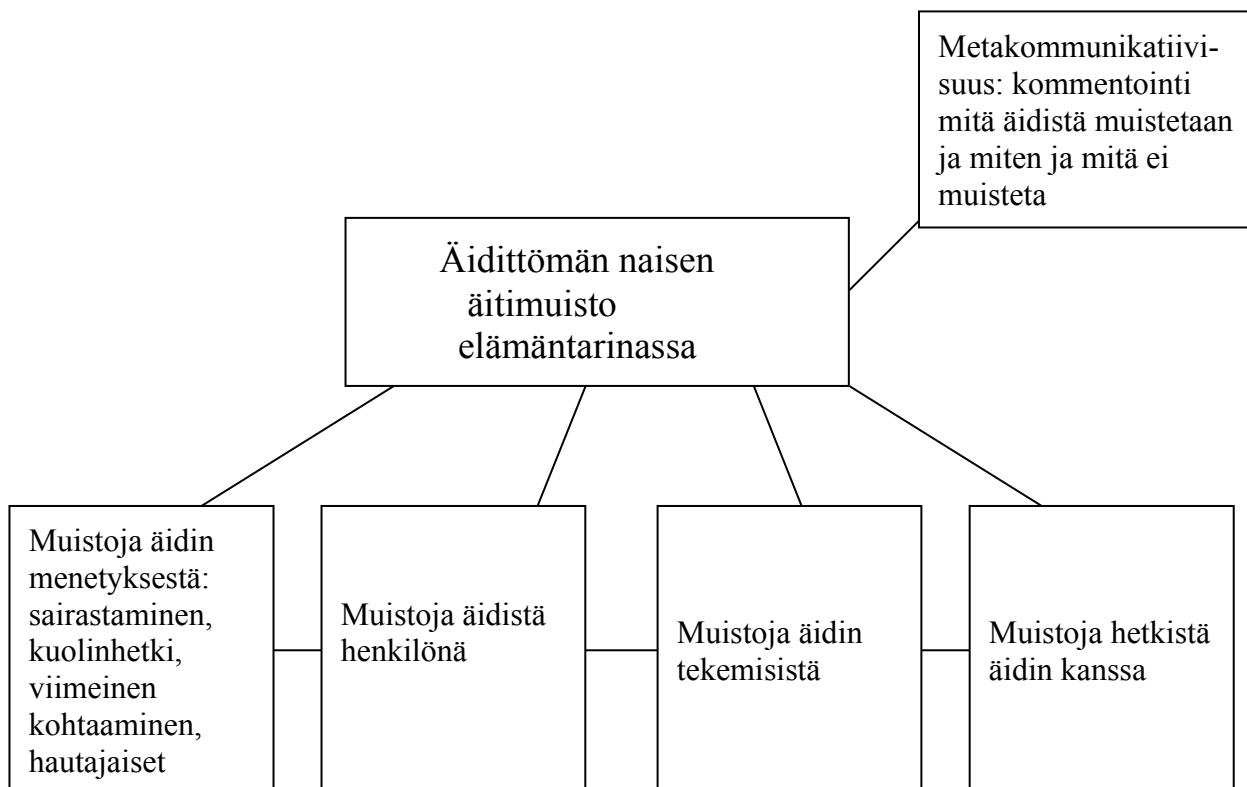 Metakommunikatiivi-
suus: kommentointi
mitä äidistä muistetaan
ja miten ja mitä ei
muisteta
Äidittömän naisen
äitimuisto
elämäntarinassa
Muistoja äidin
menetyksestä:
sairastaminen,
kuolinhetki,
viimeinen
kohtaaminen,
hautajaiset
Muistoja äidistä
henkilönä
Muistoja äidin
tekemisistä
Muistoja hetkistä
äidin kanssa